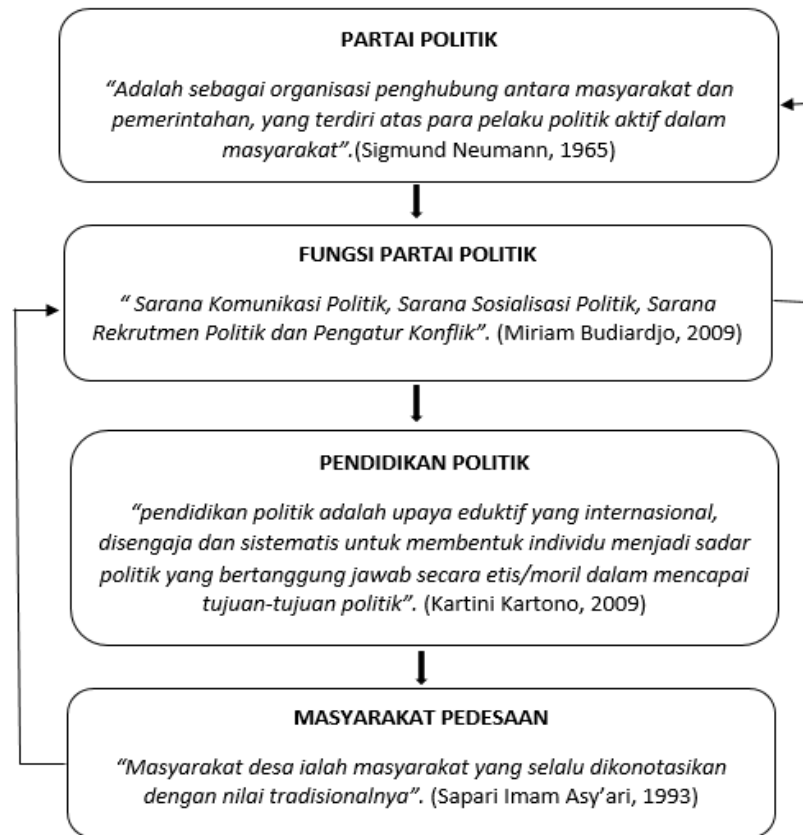 PARTAI POLITIK
“Adalah sebagai organisasi penghubung antara masyarakat dan
pemerintahan, yang terdiri atas para pelaku politik aktif dalam
masyarakat”.(Sigmund Neumann, 1965)
FUNGSI PARTAI POLITIK
“ Sarana Komunikasi Politik, Sarana Sosialisasi Politik, Sarana
Rekrutmen Politik dan Pengatur Konflik”. (Miriam Budiardjo, 2009)
PENDIDIKAN POLITIK
“pendidikan politik adalah upaya eduktif yang internasional,
disengaja dan sistematis untuk membentuk individu menjadi sadar
politik yang bertanggung jawab secara etis/moril dalam mencapai
tujuan-tujuan politik”. (Kartini Kartono, 2009)
MASYARAKAT PEDESAAN
“Masyarakat desa ialah masyarakat yang selalu dikonotasikan
dengan nilai tradisionalnya”. (Sapari Imam Asy’ari, 1993)